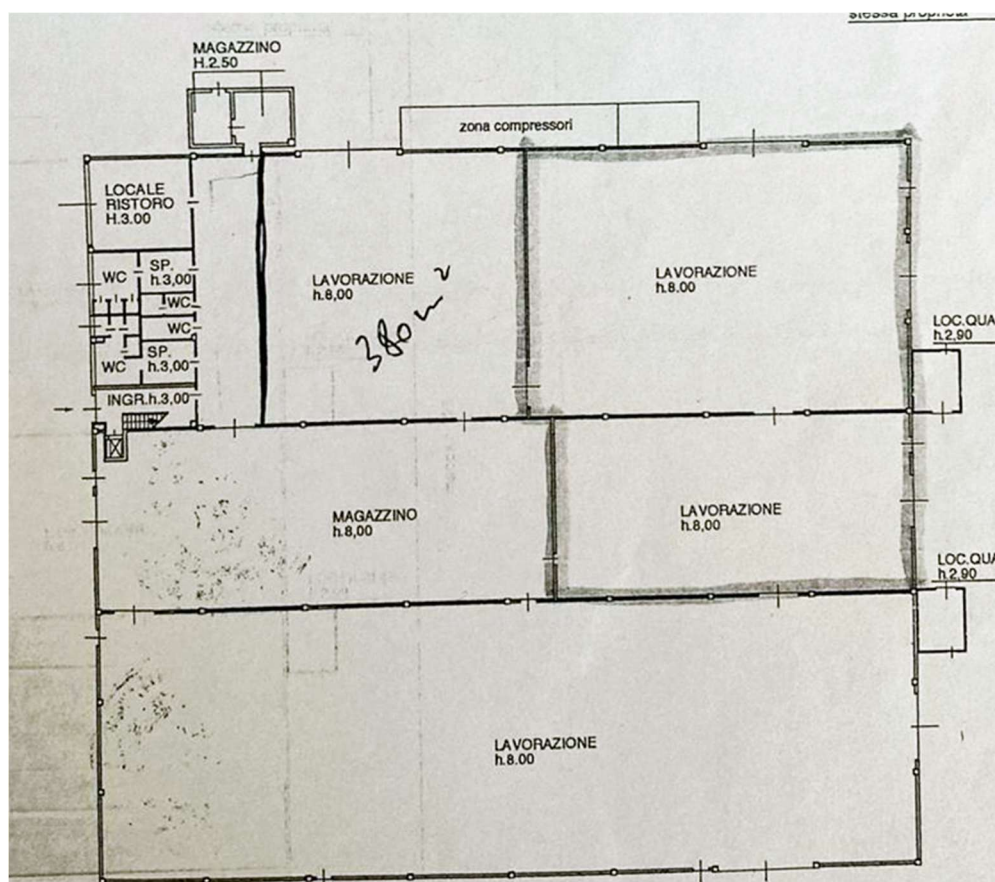 stessa proprietà
MAGAZZINO
H.2.50
zona compressori
LOCALE
RISTORO
H.3.00
WC
SP.
h.3,00
WC
WC
WC
SP.
h.3,00
INGR.h.3,00
LAVORAZIONE
h.8,00
380 m2
LAVORAZIONE
h.8.00
LOC.QUA
h.2,90
MAGAZZINO
h.8,00
LAVORAZIONE
h.8,00
LOC.QUA
h.2.90
LAVORAZIONE
h.8.00